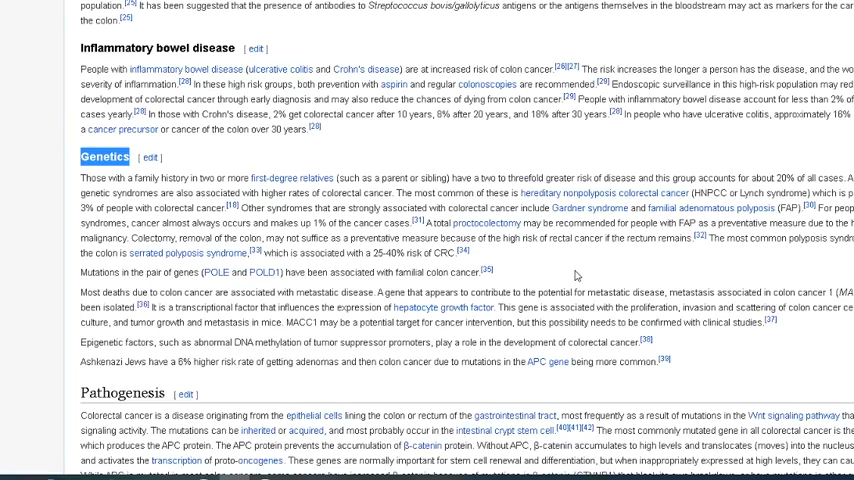 population.[25] It has been suggested that the presence of antibodies to Streptococcus bovis/gallolyticus antigens or the antigens themselves in the bloodstream may act as markers for the car
the colon.[25]
Inflammatory bowel disease [ edit ]
People with inflammatory bowel disease (ulcerative colitis and Crohn's disease) are at increased risk of colon cancer.[26][27] The risk increases the longer a person has the disease, and the wo
severity of inflammation.[28] In these high risk groups, both prevention with aspirin and regular colonoscopies are recommended.[29] Endoscopic surveillance in this high-risk population may red
development of colorectal cancer through early diagnosis and may also reduce the chances of dying from colon cancer.[29] People with inflammatory bowel disease account for less than 2% of
cases yearly.[28] In those with Crohn's disease, 2% get colorectal cancer after 10 years, 8% after 20 years, and 18% after 30 years.[28] In people who have ulcerative colitis, approximately 16%
a cancer precursor or cancer of the colon over 30 years.[28]
Genetics [ edit ]
Those with a family history in two or more first-degree relatives (such as a parent or sibling) have a two to threefold greater risk of disease and this group accounts for about 20% of all cases. A
genetic syndromes are also associated with higher rates of colorectal cancer. The most common of these is hereditary nonpolyposis colorectal cancer (HNPCC or Lynch syndrome) which is p
3% of people with colorectal cancer.[18] Other syndromes that are strongly associated with colorectal cancer include Gardner syndrome and familial adenomatous polyposis (FAP).[30] For peop
syndromes, cancer almost always occurs and makes up 1% of the cancer cases.[31] A total proctocolectomy may be recommended for people with FAP as a preventative measure due to the h
malignancy. Colectomy, removal of the colon, may not suffice as a preventative measure because of the high risk of rectal cancer if the rectum remains.[32] The most common polyposis syndr
the colon is serrated polyposis syndrome,[33] which is associated with a 25-40% risk of CRC.[34]
Mutations in the pair of genes (POLE and POLD1) have been associated with familial colon cancer.[35]
Most deaths due to colon cancer are associated with metastatic disease. A gene that appears to contribute to the potential for metastatic disease, metastasis associated in colon cancer 1 (MA
been isolated.[36] It is a transcriptional factor that influences the expression of hepatocyte growth factor. This gene is associated with the proliferation, invasion and scattering of colon cancer ce
culture, and tumor growth and metastasis in mice. MACC1 may be a potential target for cancer intervention, but this possibility needs to be confirmed with clinical studies.[37]
Epigenetic factors, such as abnormal DNA methylation of tumor suppressor promoters, play a role in the development of colorectal cancer.[38]
Ashkenazi Jews have a 6% higher risk rate of getting adenomas and then colon cancer due to mutations in the APC gene being more common.[39]
Pathogenesis [ edit ]
Colorectal cancer is a disease originating from the epithelial cells lining the colon or rectum of the gastrointestinal tract, most frequently as a result of mutations in the Wnt signaling pathway tha
signaling activity. The mutations can be inherited or acquired, and most probably occur in the intestinal crypt stem cell.[40][41][42] The most commonly mutated gene in all colorectal cancer is the
which produces the APC protein. The APC protein prevents the accumulation of β-catenin protein. Without APC, β-catenin accumulates to high levels and translocates (moves) into the nucleus
and activates the transcription of proto-oncogenes. These genes are normally important for stem cell renewal and differentiation, but when inappropriately expressed at high levels, they can cau